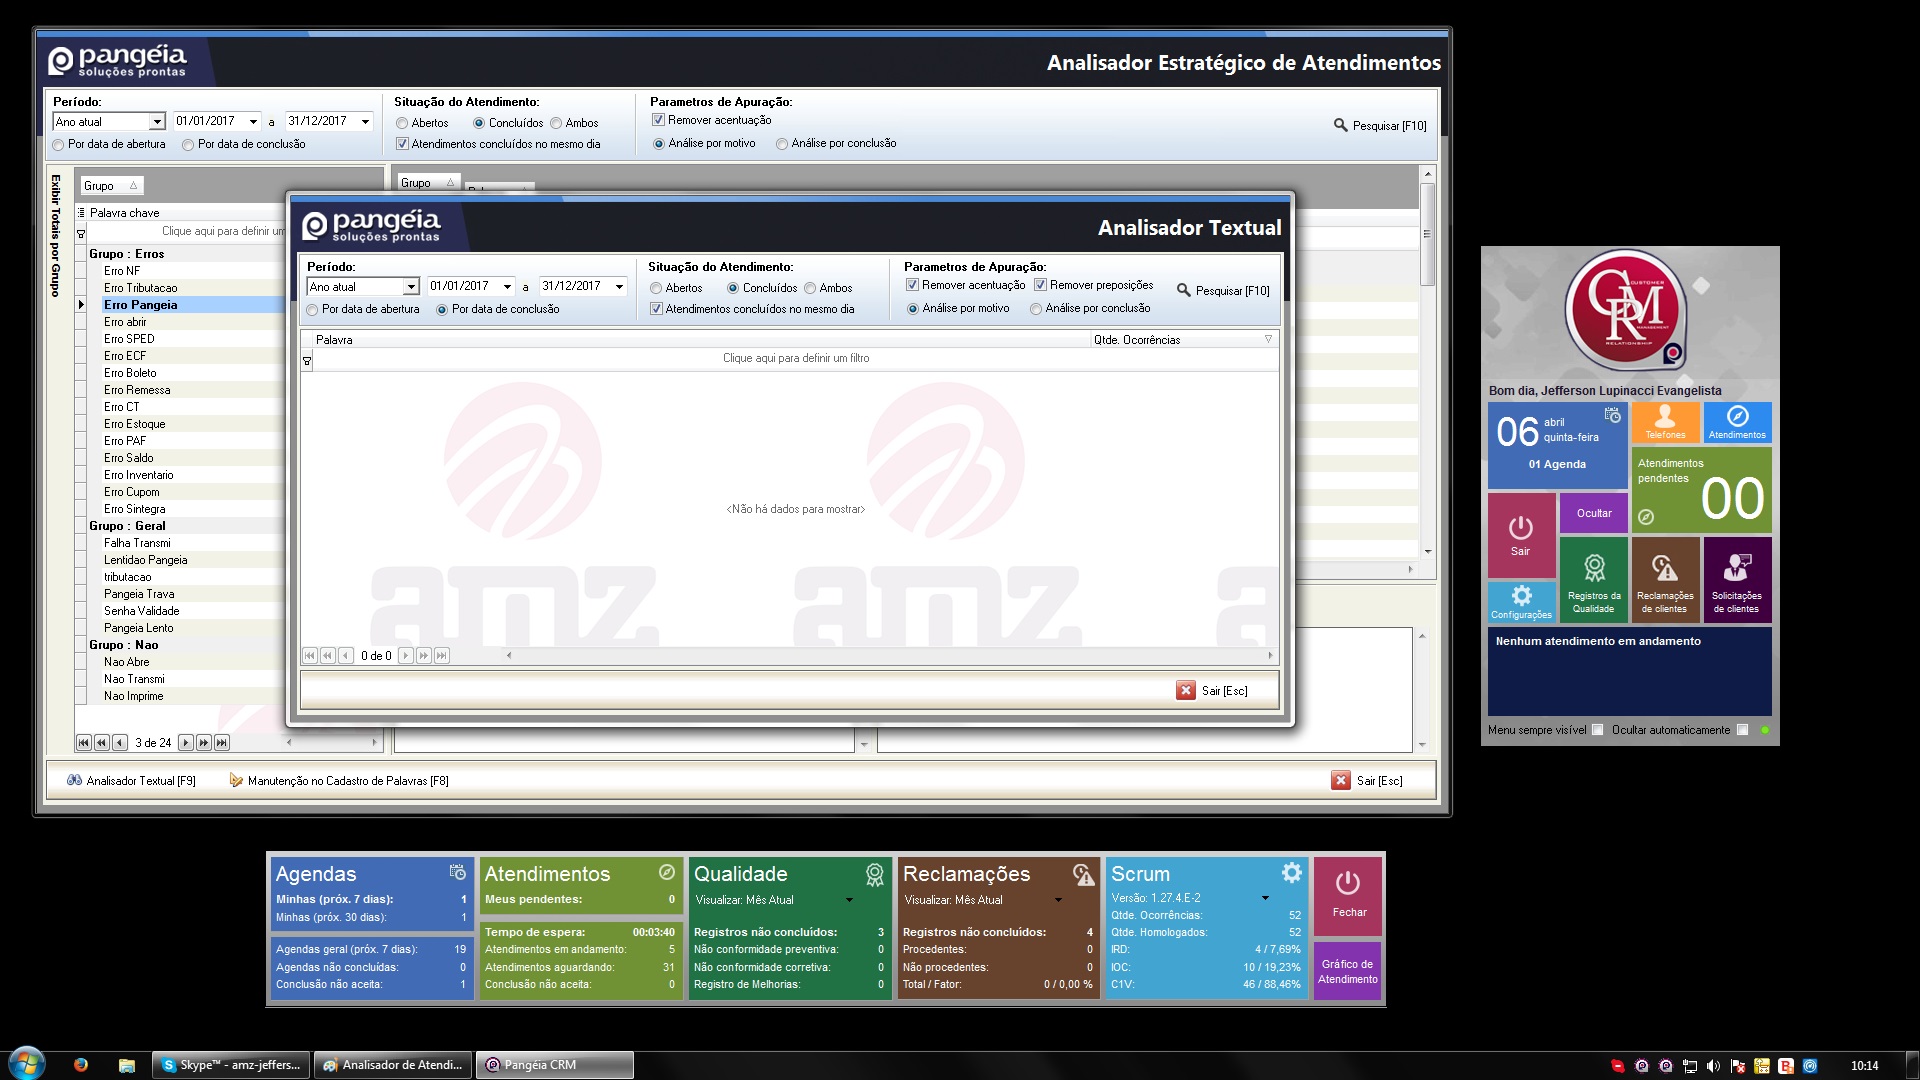 pangéia
soluções prontas
Analisador Estratégico de Atendimentos
Período:
Ano atual
01/01/2017
a
31/12/2017
Por data de abertura
Por data de conclusão
Situação do Atendimento:
Abertos
Concluídos
Ambos
Atendimentos concluídos no mesmo dia
Parametros de Apuração:
Remover acentuação
Análise por motivo
Análise por conclusão
Pesquisar [F10]
Exibir Totais por Grupo
Grupo
Palavra chave
Clique aqui para definir um
Grupo : Erros
Erro NF
Erro Tributacao
Erro Pangeia
Erro abrir
Erro SPED
Erro ECF
Erro Boleto
Erro Remessa
Erro CT
Erro Estoque
Erro PAF
Erro Saldo
Erro Inventario
Erro Cupom
Erro Sintegra
Grupo : Geral
Falha Transmi
Lentidao Pangeia
tributacao
Pangeia Trava
Senha Validade
Pangeia Lento
Grupo : Nao
Nao Abre
Nao Transmi
Nao Imprime
3 de 24
Grupo
Analisador Textual [F9]
Manutenção no Cadastro de Palavras [F8]
Sair [Esc]
pangéia
soluções prontas
Analisador Textual
Período:
Ano atual
01/01/2017
a
31/12/2017
Por data de abertura
Por data de conclusão
Situação do Atendimento:
Abertos
Concluídos
Ambos
Atendimentos concluídos no mesmo dia
Parametros de Apuração:
Remover acentuação
Remover preposições
Análise por motivo
Análise por conclusão
Pesquisar [F10]
Palavra
Qtde. Ocorrências
Clique aqui para definir um filtro
<Não há dados para mostrar>
amz
amz
am
0 de 0
Sair [Esc]
CUSTOMER
CRM
MANAGEMENT
RELATIONSHIP
Bom dia, Jefferson Lupinacci Evangelista
06
abril
quinta-feira
01 Agenda
Telefones
Atendimentos
Atendimentos
pendentes
00
Sair
Ocultar
Configurações
Registros da
Qualidade
Reclamações
de clientes
Solicitações
de clientes
Nenhum atendimento em andamento
Menu sempre visível
Ocultar automaticamente
Agendas
Minhas (próx. 7 dias): 1
Minhas (próx. 30 dias): 1
Agendas geral (próx. 7 dias): 19
Agendas não concluídas: 0
Conclusão não aceita: 1
Atendimentos
Meus pendentes: 0
Tempo de espera: 00:03:40
Atendimentos em andamento: 5
Atendimentos aguardando: 31
Conclusão não aceita: 0
Qualidade
Visualizar: Mês Atual
Registros não concluídos: 3
Não conformidade preventiva: 0
Não conformidade corretiva: 0
Registro de Melhorias: 0
Reclamações
Visualizar: Mês Atual
Registros não concluídos: 4
Procedentes: 0
Não procedentes: 0
Total / Fator: 0 / 0,00 %
Scrum
Versão: 1.27.4.E-2
Qtde. Ocorrências: 52
Qtde. Homologados: 52
IRD: 4 / 7,69%
IOC: 10 / 19,23%
C1V: 46 / 88,46%
Fechar
Gráfico de
Atendimento
Skype™ - amz-jeffers...
Analisador de Atendi...
Pangéia CRM
10:14